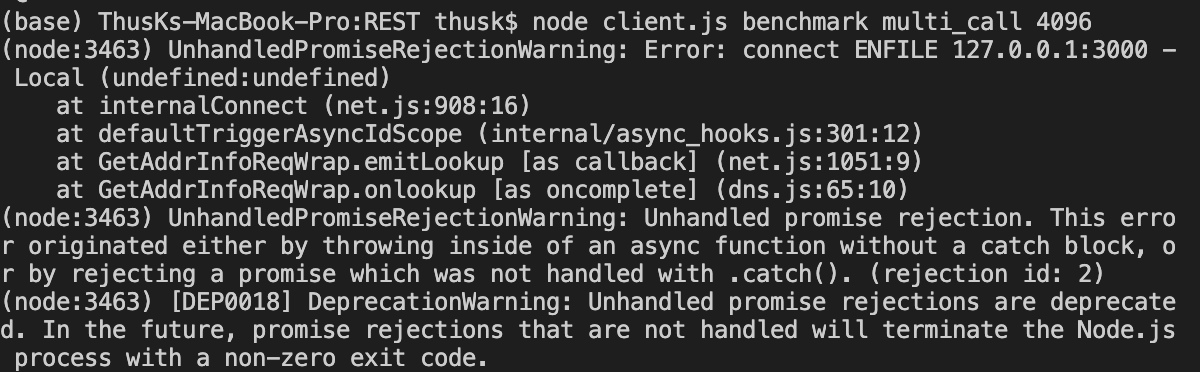 (base) ThusKs-MacBook-Pro:REST thusk$ node client.js benchmark multi_call 4096
(node:3463) UnhandledPromiseRejectionWarning: Error: connect ENFILE 127.0.0.1:3000 -
 Local (undefined:undefined)
    at internalConnect (net.js:908:16)
    at defaultTriggerAsyncIdScope (internal/async_hooks.js:301:12)
    at GetAddrInfoReqWrap.emitLookup [as callback] (net.js:1051:9)
    at GetAddrInfoReqWrap.onlookup [as oncomplete] (dns.js:65:10)
(node:3463) UnhandledPromiseRejectionWarning: Unhandled promise rejection. This erro
r originated either by throwing inside of an async function without a catch block, o
r by rejecting a promise which was not handled with .catch(). (rejection id: 2)
(node:3463) [DEP0018] DeprecationWarning: Unhandled promise rejections are deprecate
d. In the future, promise rejections that are not handled will terminate the Node.js
 process with a non-zero exit code.